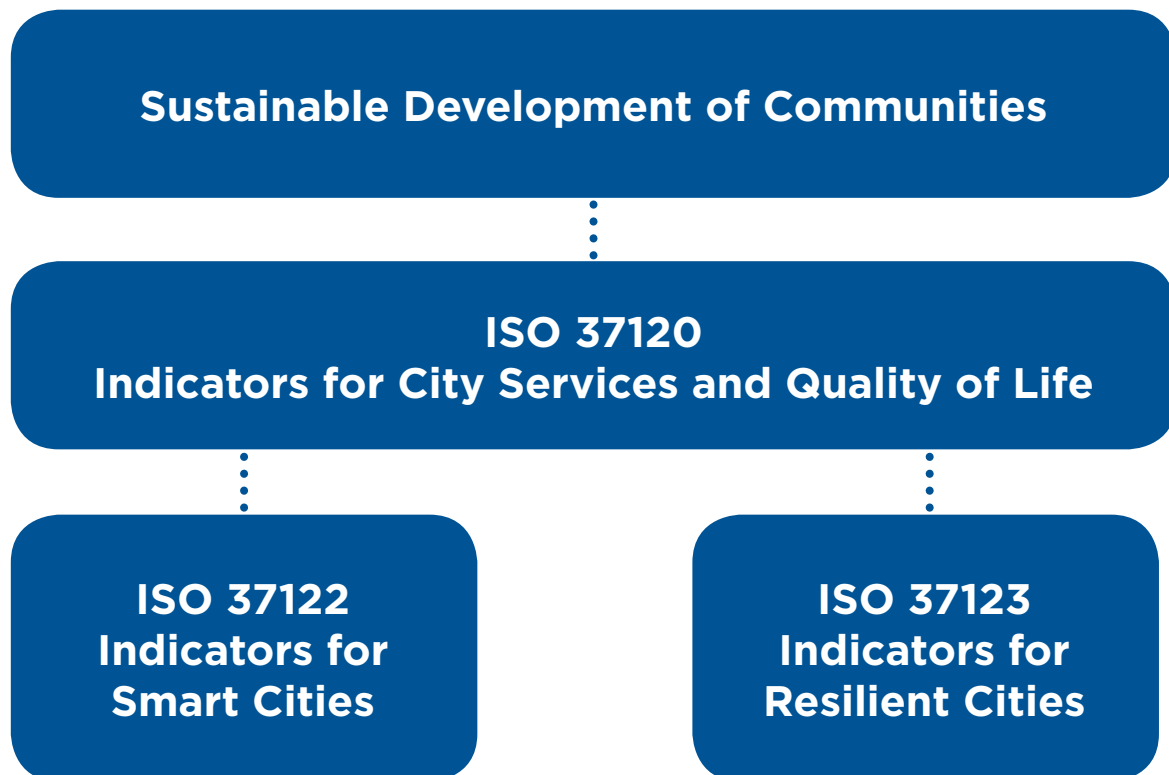 Sustainable Development of Communities
ISO 37120
Indicators for City Services and Quality of Life
ISO 37122
Indicators for
Smart Cities
ISO 37123
Indicators for
Resilient Cities